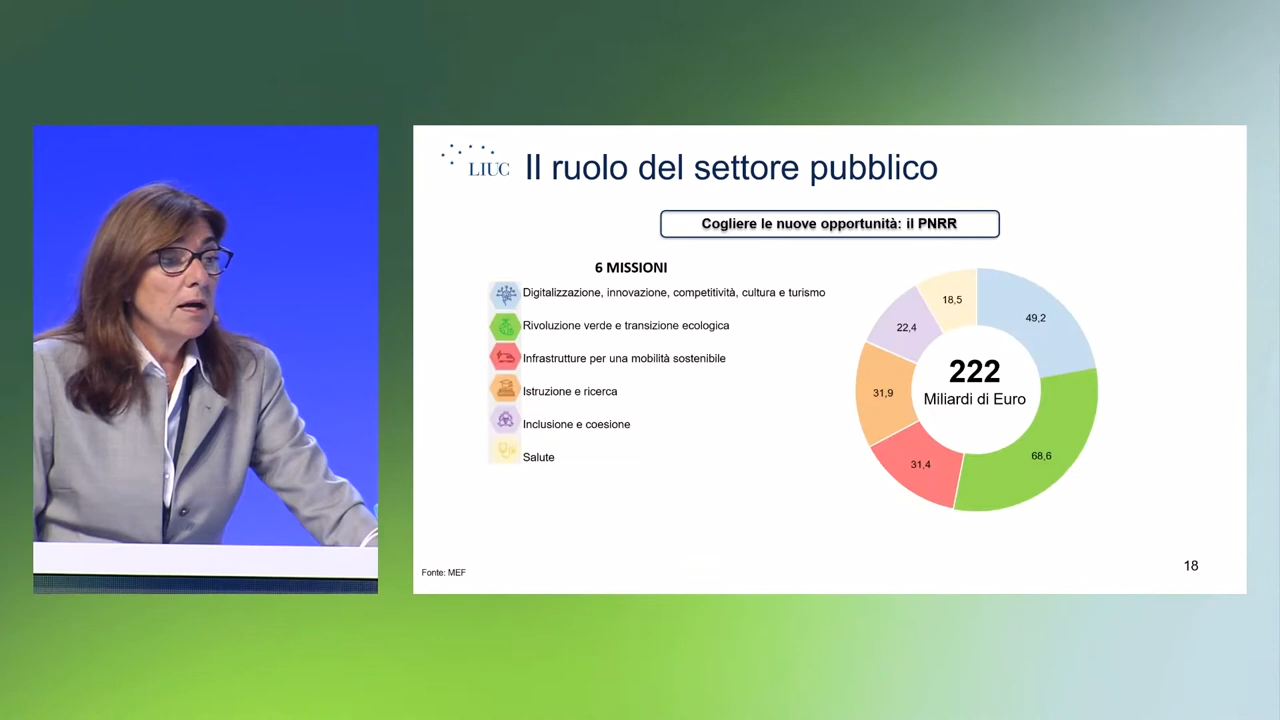 LIUC
Il ruolo del settore pubblico
Cogliere le nuove opportunità: il PNRR
6 MISSIONI
Digitalizzazione, innovazione, competitività, cultura e turismo
Rivoluzione verde e transizione ecologica
Infrastrutture per una mobilità sostenibile
Istruzione e ricerca
Inclusione e coesione
Salute
18,5
49,2
22,4
222
Miliardi di Euro
31,9
68,6
31,4
Fonte: MEF
18